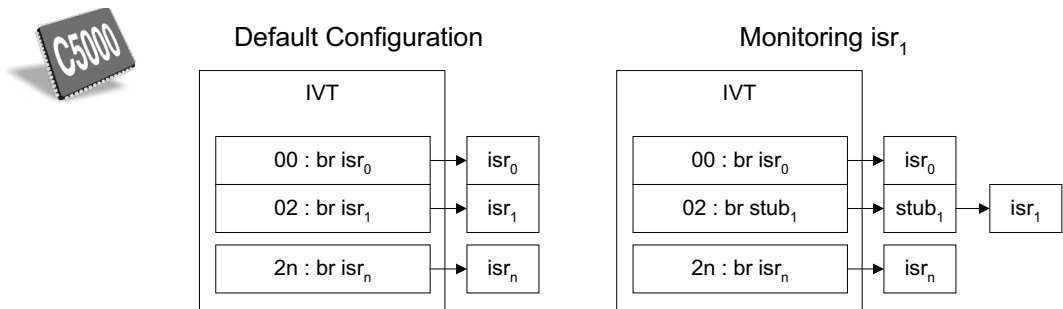 C5000
Default Configuration
IVT
00 : br isr0
isr0
02 : br isr1
isr1
2n : br isrn
isrn
Monitoring isr1
IVT
00 : br isr0
isr0
02 : br stub1
stub1
isr1
2n : br isrn
isrn